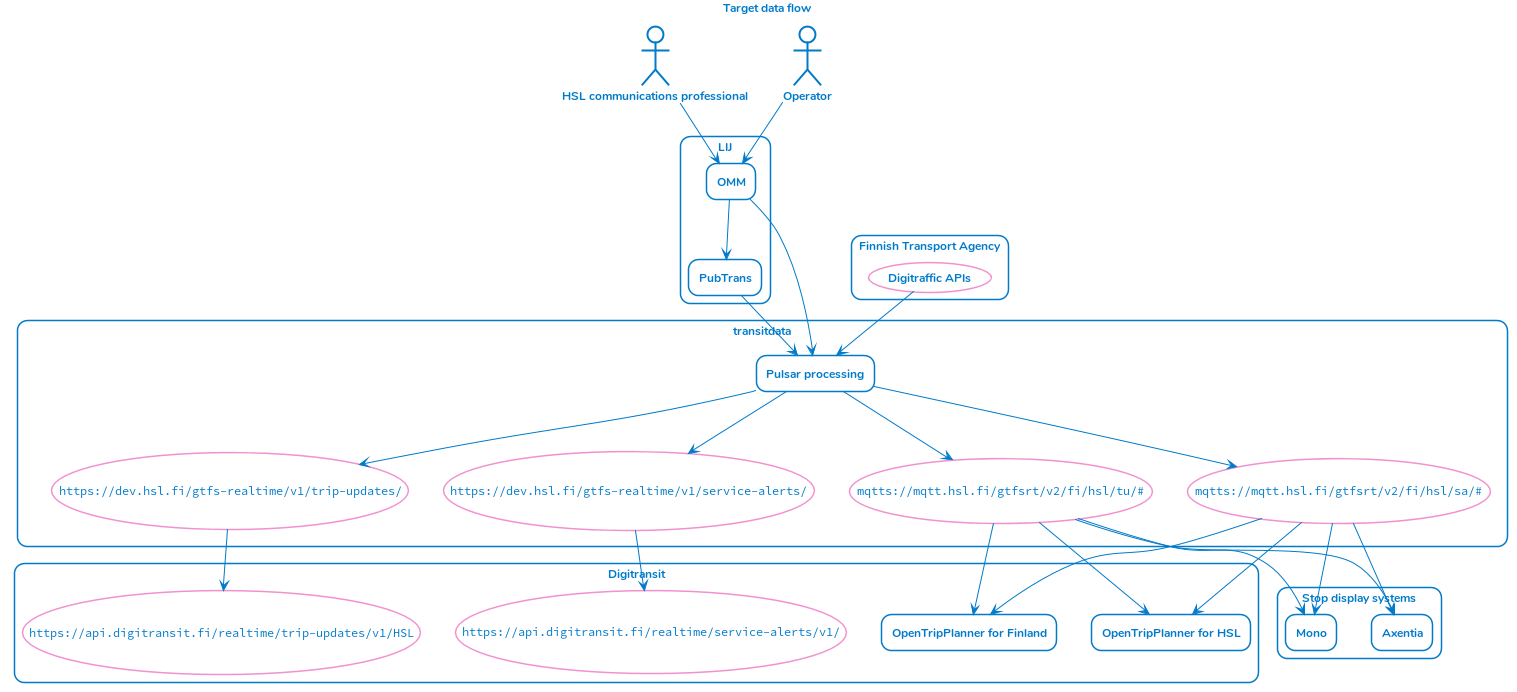 Target data flow
HSL communications professional
Operator
LIJ
OMM
Finnish Transport Agency
PubTrans
Digitraffic APIs
transitdata
Pulsar processing
https://dev.hsl.fi/gtfs-realtime/v1/trip-updates/
https://dev.hsl.fi/gtfs-realtime/v1/service-alerts/
mqtts://mqtt.hsl.fi/gtfsrt/v2/fi/hsl/tu/#
mqtts://mqtt.hsl.fi/gtfsrt/v2/fi/hsl/sa/#
Digitransit
Stop display systems
https://api.digitransit.fi/realtime/trip-updates/v1/HSL
https://api.digitransit.fi/realtime/service-alerts/v1/
OpenTripPlanner for Finland
OpenTripPlanner for HSL
Mono
Axentia